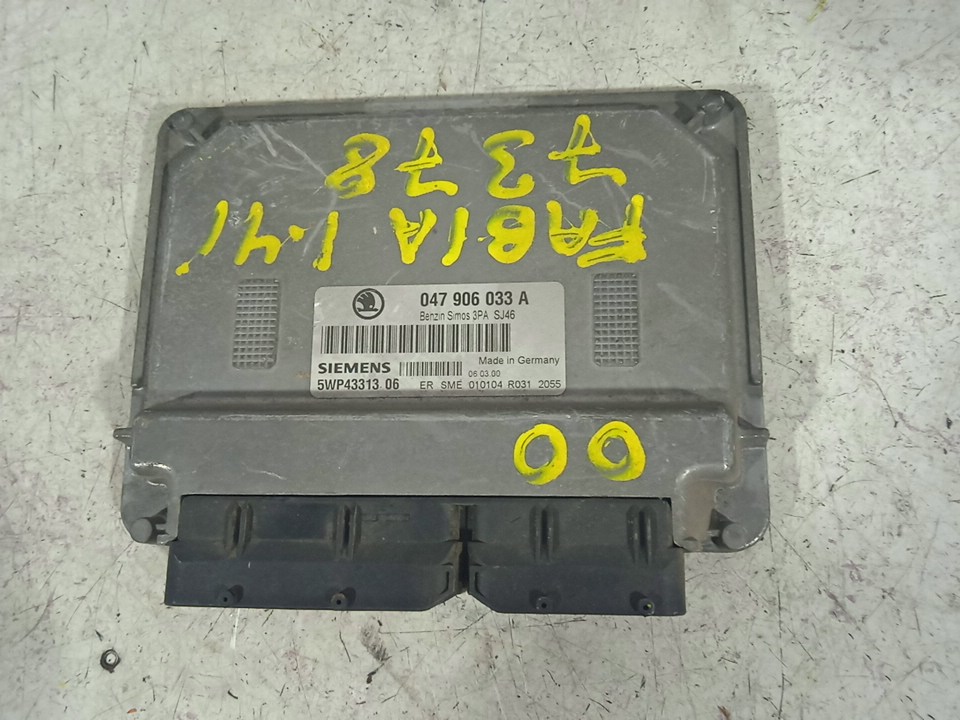 047 906 033 A
Benzin Simos 3PA SJ46
SIEMENS
Made in Germany
06 03.00
5WP43313 06 ER SME 010104 R031 2055
00
FABIA 1.4i
7378